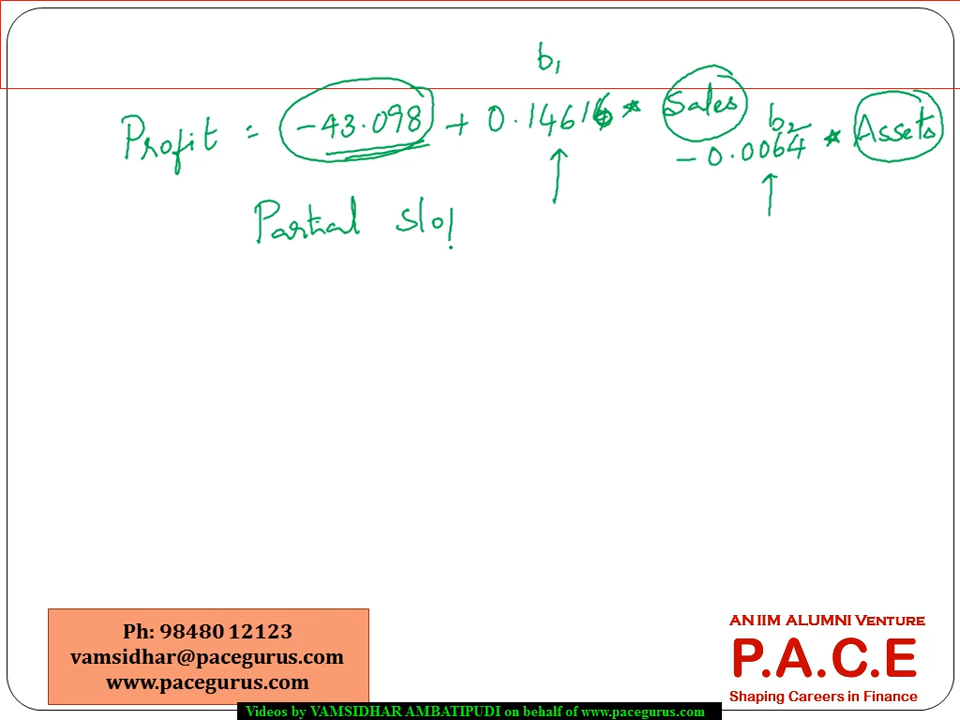 b1
Profit = -43.098 + 0.14616 * Sales
b2
- 0.0064 * Assets
Partial slop
Ph: 98480 12123
vamsidhar@pacegurus.com
www.pacegurus.com
AN IIM ALUMNI VENTURE
P.A.C.E
Shaping Careers in Finance
Videos by VAMSIDHAR AMBATIPUDI on behalf of www.pacegurus.com